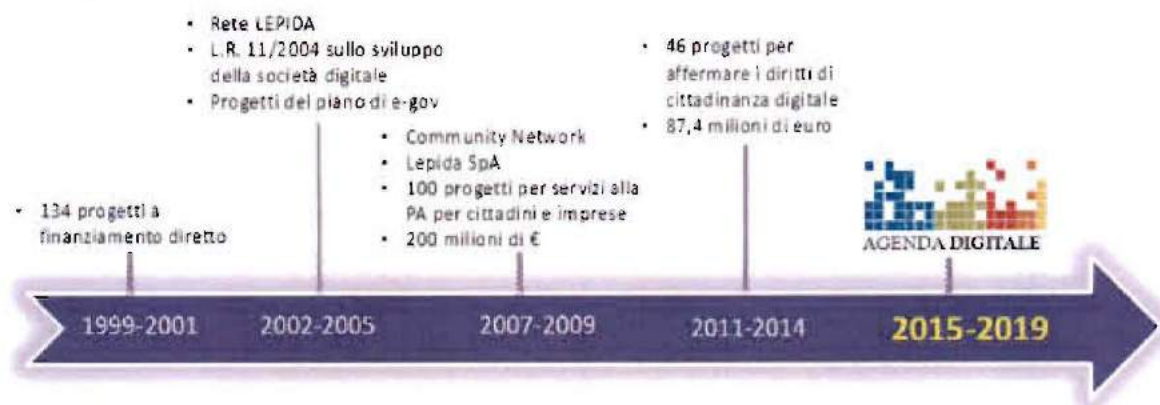 • Rete LEPIDA
• L.R. 11/2004 sullo sviluppo
della società digitale
• Progetti del piano di e-gov
• 46 progetti per
affermare i diritti di
cittadinanza digitale
• 87,4 milioni di euro
• Community Network
• Lepida SpA
• 100 progetti per servizi alla
PA per cittadini e imprese
• 200 milioni di €
• 134 progetti a
finanziamento diretto
AGENDA DIGITALE
1999-2001
2002-2005
2007-2009
2011-2014
2015-2019